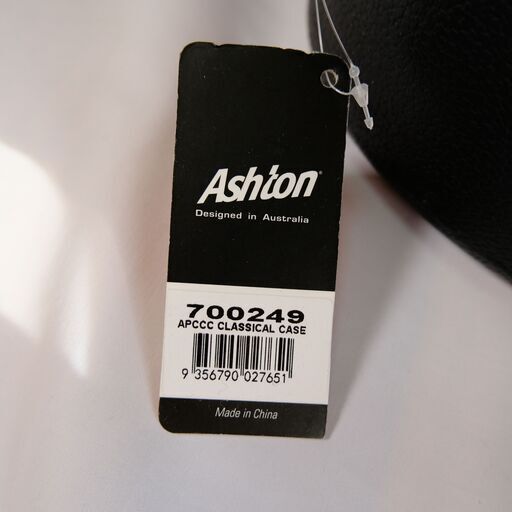 Ashton®
Designed in Australia
700249
APCCC CLASSICAL CASE
9 356790 027651
Made in China